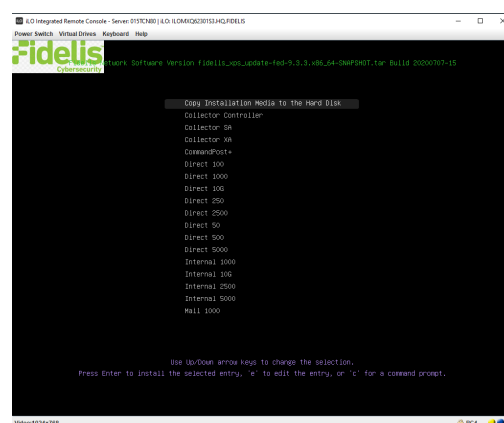 iLO Integrated Remote Console - Server: 015TCN80 | iLO: ILOMXQ6230153.HQ.FIDELIS
Power Switch Virtual Drives Keyboard Help
Fidelis
Cybersecurity
Network Software Version fidelis_xps_update-fed-9.3.3.x86_64-SNAPSHOT.tar Build 20200707-15
Copy Installation Media to the Hard Disk
Collector Controller
Collector SA
Collector XA
CommandPost+
Direct 100
Direct 1000
Direct 10G
Direct 250
Direct 2500
Direct 50
Direct 500
Direct 5000
Internal 1000
Internal 10G
Internal 2500
Internal 5000
Mail 1000
Use Up/Down arrow keys to change the selection.
Press Enter to install the selected entry, 'e' to edit the entry, or 'c' for a command prompt.